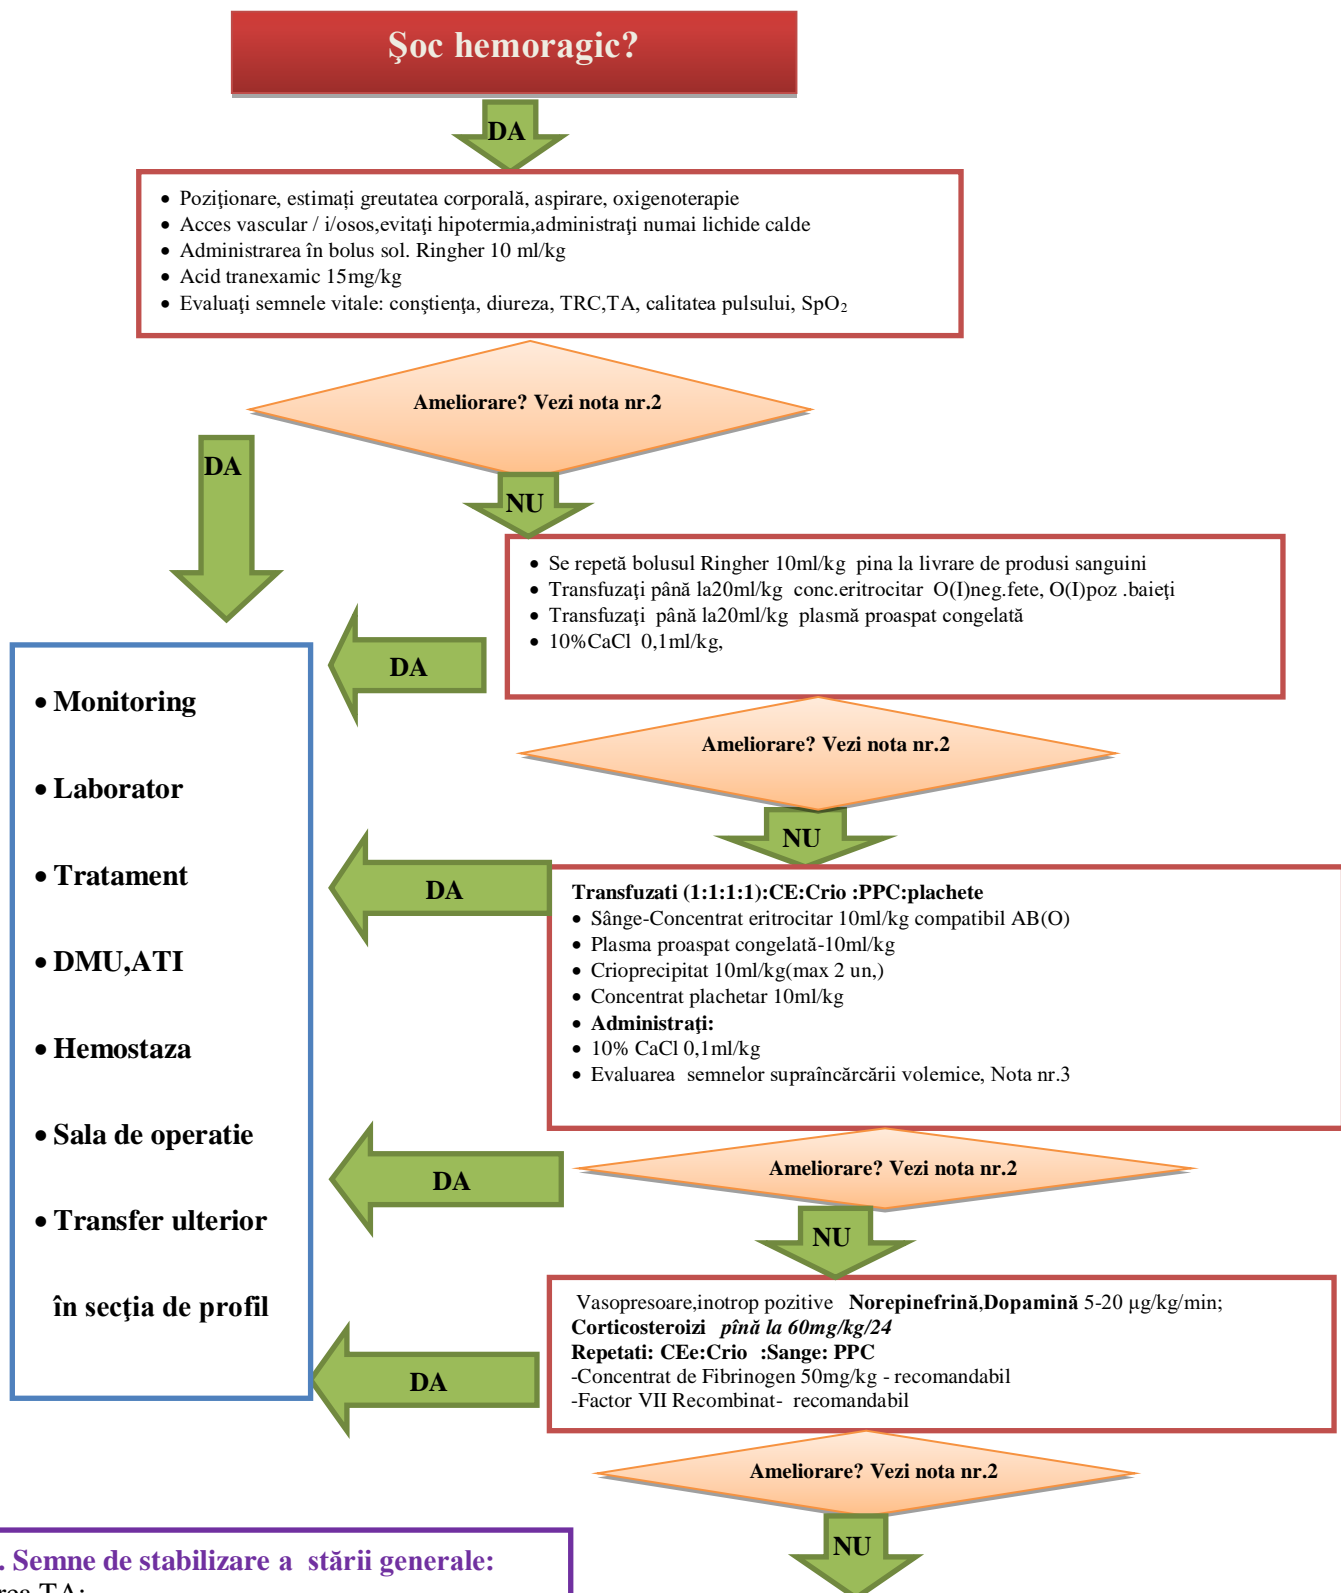 Şoc hemoragic?
DA
• Poziţionare, estimați greutatea corporală, aspirare, oxigenoterapie
• Acces vascular / i/osos,evitaţi hipotermia,administraţi numai lichide calde
• Administrarea în bolus sol. Ringher 10 ml/kg
• Acid tranexamic 15mg/kg
• Evaluaţi semnele vitale: conştienţa, diureza, TRC,TA, calitatea pulsului, SpO₂
Ameliorare? Vezi nota nr.2
DA
NU
• Se repetă bolusul Ringher 10ml/kg pina la livrare de produsi sanguini
• Transfuzaţi până la20ml/kg conc.eritrocitar O(I)neg.fete, O(I)poz .baieţi
• Transfuzaţi până la20ml/kg plasmă proaspat congelată
• 10%CaCl 0,1ml/kg,
DA
Ameliorare? Vezi nota nr.2
NU
DA
Transfuzati (1:1:1:1):CE:Crio :PPC:plachete
• Sânge-Concentrat eritrocitar 10ml/kg compatibil AB(O)
• Plasma proaspat congelată-10ml/kg
• Crioprecipitat 10ml/kg(max 2 un,)
• Concentrat plachetar 10ml/kg
• Administraţi:
• 10% CaCl 0,1ml/kg
• Evaluarea semnelor supraîncărcării volemice, Nota nr.3
Ameliorare? Vezi nota nr.2
DA
NU
Vasopresoare,inotrop pozitive Norepinefrină,Dopamină 5-20 µg/kg/min;
Corticosteroizi pînă la 60mg/kg/24
Repetati: CEe:Crio :Sange: PPC
-Concentrat de Fibrinogen 50mg/kg - recomandabil
-Factor VII Recombinat- recomandabil
DA
Ameliorare? Vezi nota nr.2
NU
• Monitoring
• Laborator
• Tratament
• DMU,ATI
• Hemostaza
• Sala de operatie
• Transfer ulterior
în secţia de profil
. Semne de stabilizare a stării generale:
rea TA;